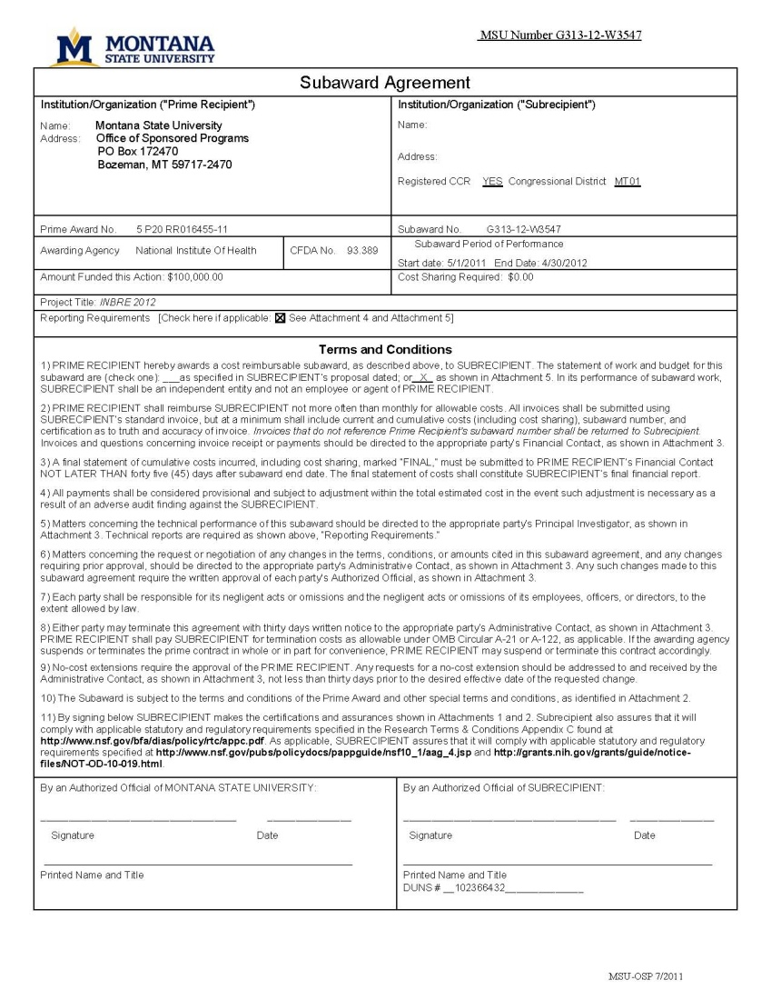 MONTANA
STATE UNIVERSITY
MSU Number G313-12-W3547
Subaward Agreement
Institution/Organization ("Prime Recipient")
Name: Montana State University
Address: Office of Sponsored Programs
PO Box 172470
Bozeman, MT 59717-2470
Institution/Organization ("Subrecipient")
Name:
Address:
Registered CCR YES Congressional District MT01
Prime Award No. 5 P20 RR016455-11
Subaward No. G313-12-W3547
Awarding Agency National Institute Of Health
CFDA No. 93.389
Subaward Period of Performance
Start date: 5/1/2011 End Date: 4/30/2012
Amount Funded this Action: $100,000.00
Cost Sharing Required: $0.00
Project Title: INBRE 2012
Reporting Requirements [Check here if applicable: ☒ See Attachment 4 and Attachment 5]
Terms and Conditions
1) PRIME RECIPIENT hereby awards a cost reimbursable subaward, as described above, to SUBRECIPIENT. The statement of work and budget for this
subaward are (check one): ___as specified in SUBRECIPIENT's proposal dated; or__X_ as shown in Attachment 5. In its performance of subaward work,
SUBRECIPIENT shall be an independent entity and not an employee or agent of PRIME RECIPIENT.
2) PRIME RECIPIENT shall reimburse SUBRECIPIENT not more often than monthly for allowable costs. All invoices shall be submitted using
SUBRECIPIENT's standard invoice, but at a minimum shall include current and cumulative costs (including cost sharing), subaward number, and
certification as to truth and accuracy of invoice. Invoices that do not reference Prime Recipient's subaward number shall be returned to Subrecipient.
Invoices and questions concerning invoice receipt or payments should be directed to the appropriate party's Financial Contact, as shown in Attachment 3.
3) A final statement of cumulative costs incurred, including cost sharing, marked "FINAL," must be submitted to PRIME RECIPIENT's Financial Contact
NOT LATER THAN forty five (45) days after subaward end date. The final statement of costs shall constitute SUBRECIPIENT's final financial report.
4) All payments shall be considered provisional and subject to adjustment within the total estimated cost in the event such adjustment is necessary as a
result of an adverse audit finding against the SUBRECIPIENT.
5) Matters concerning the technical performance of this subaward should be directed to the appropriate party's Principal Investigator, as shown in
Attachment 3. Technical reports are required as shown above, "Reporting Requirements."
6) Matters concerning the request or negotiation of any changes in the terms, conditions, or amounts cited in this subaward agreement, and any changes
requiring prior approval, should be directed to the appropriate party's Administrative Contact, as shown in Attachment 3. Any such changes made to this
subaward agreement require the written approval of each party's Authorized Official, as shown in Attachment 3.
7) Each party shall be responsible for its negligent acts or omissions and the negligent acts or omissions of its employees, officers, or directors, to the
extent allowed by law.
8) Either party may terminate this agreement with thirty days written notice to the appropriate party's Administrative Contact, as shown in Attachment 3.
PRIME RECIPIENT shall pay SUBRECIPIENT for termination costs as allowable under OMB Circular A-21 or A-122, as applicable. If the awarding agency
suspends or terminates the prime contract in whole or in part for convenience, PRIME RECIPIENT may suspend or terminate this contract accordingly.
9) No-cost extensions require the approval of the PRIME RECIPIENT. Any requests for a no-cost extension should be addressed to and received by the
Administrative Contact, as shown in Attachment 3, not less than thirty days prior to the desired effective date of the requested change.
10) The Subaward is subject to the terms and conditions of the Prime Award and other special terms and conditions, as identified in Attachment 2.
11) By signing below SUBRECIPIENT makes the certifications and assurances shown in Attachments 1 and 2. Subrecipient also assures that it will
comply with applicable statutory and regulatory requirements specified in the Research Terms & Conditions Appendix C found at
http://www.nsf.gov/bfa/dias/policy/rtc/appc.pdf. As applicable, SUBRECIPIENT assures that it will comply with applicable statutory and regulatory
requirements specified at http://www.nsf.gov/pubs/policydocs/pappguide/nsf10_1/aag_4.jsp and http://grants.nih.gov/grants/guide/notice-
files/NOT-OD-10-019.html.
By an Authorized Official of MONTANA STATE UNIVERSITY:
Signature Date
Printed Name and Title
By an Authorized Official of SUBRECIPIENT:
Signature Date
Printed Name and Title
DUNS # __102366432______________
MSU-OSP 7/2011